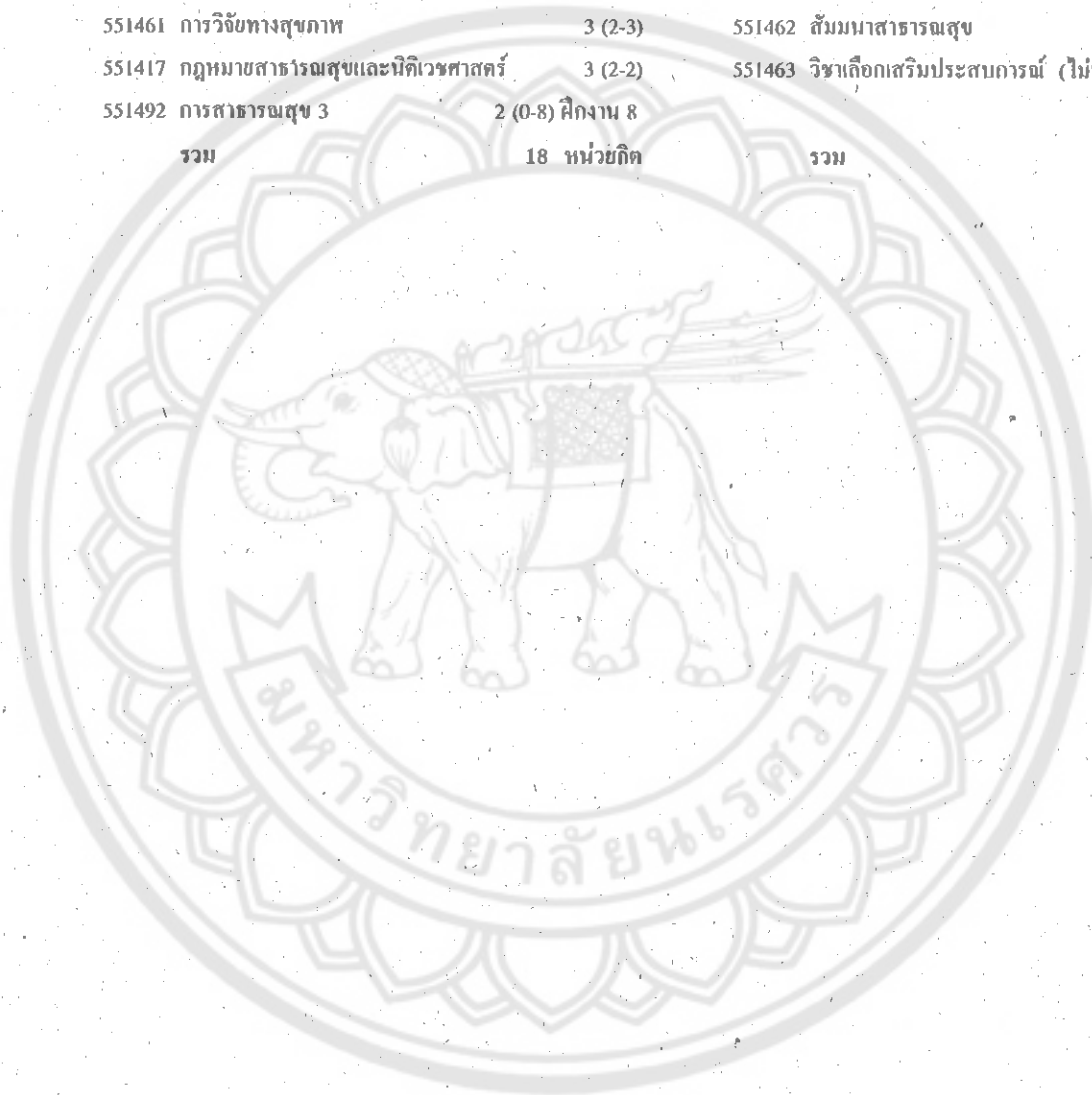 551461 การวิจัยทางสุขภาพ 3 (2-3) 551462 สัมมนาสาธารณสุข
551417 กฎหมายสาธารณสุขและนิติเวชศาสตร์ 3 (2-2) 551463 วิชาเลือกเสริมประสบการณ์ (ไม่
551492 การสาธารณสุข 3 2 (0-8) ฝึกงาน 8
รวม 18 หน่วยกิต รวม
มหาวิทยาลัยนเรศวร